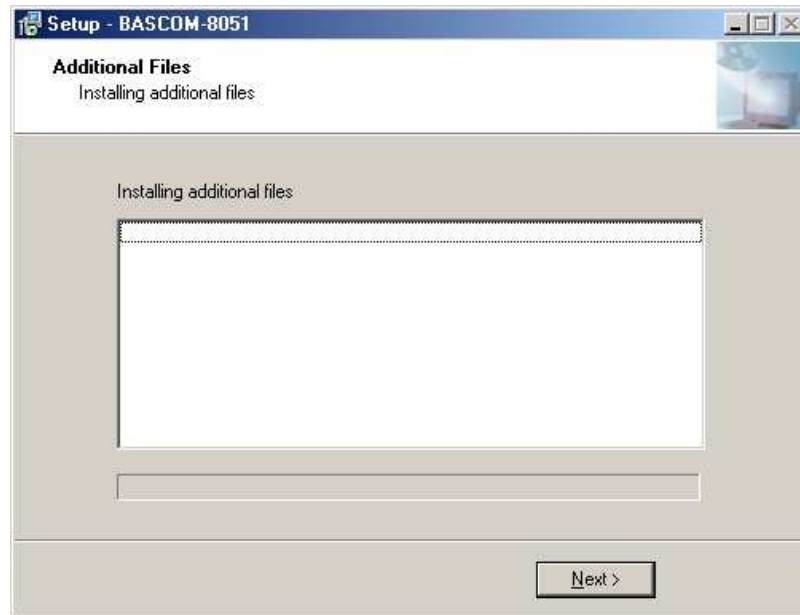 Setup - BASCOM-8051
Additional Files
Installing additional files
Installing additional files
Next >